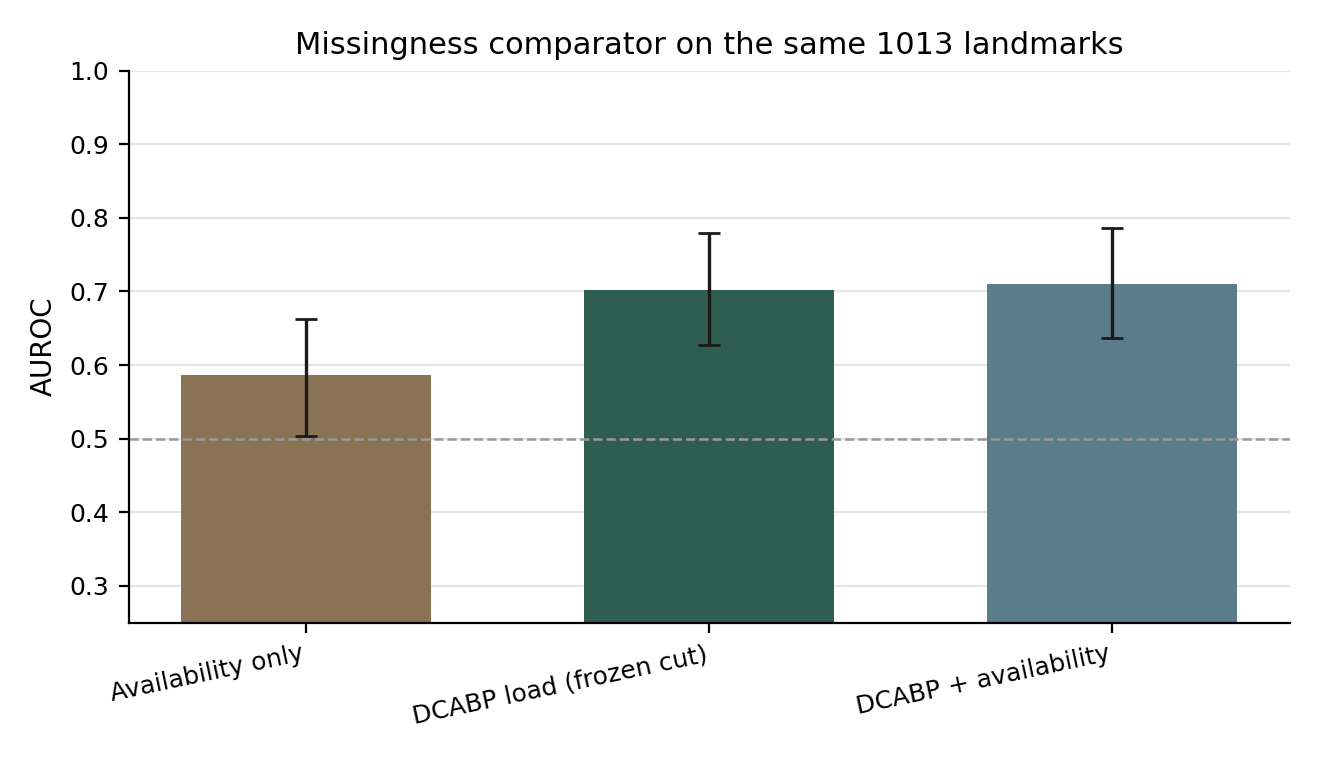 Missingness comparator on the same 1013 landmarks
AUROC
1.0
0.9
0.8
0.7
0.6
0.5
0.4
0.3
Availability only
DCABP load (frozen cut)
DCABP + availability